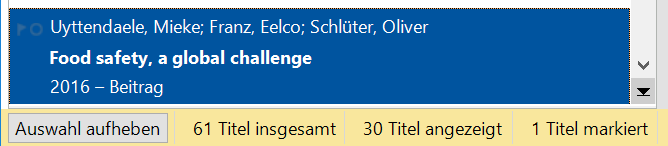 Uyttendaele, Mieke; Franz, Eelco; Schlüter, Oliver
Food safety, a global challenge
2016 – Beitrag
Auswahl aufheben 61 Titel insgesamt 30 Titel angezeigt 1 Titel markiert